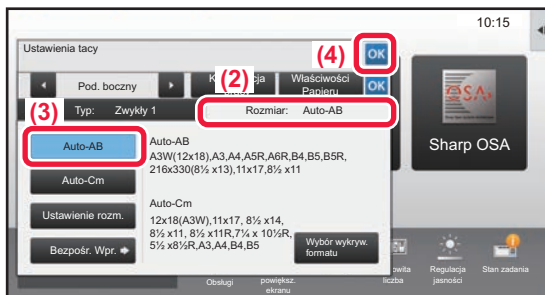 10:15
Ustawienia tacy
(4)
OK
Pod. boczny
(2)
Właściwości
Papieru
OK
(3)
Typ: Zwykły 1
Rozmiar: Auto-AB
Auto-AB
Auto-AB
A3W(12x18),A3,A4,A5R,A6R,B4,B5,B5R,
216x330(8½ x13),11x17,8½ x11
Auto-Cm
Auto-Cm
12x18(A3W),11x17, 8½ x14,
8½ x11, 8½ x11R,7¼ x 10½R,
5½ x8½R,A3,A4,B4,B5
Ustawienie rozm.
Bezpośr. Wpr.
Wybór wykryw.
formatu
Sharp OSA
Obsługi
powiększ.
ekranu
liczba
Regulacja
jasności
Stan zadania